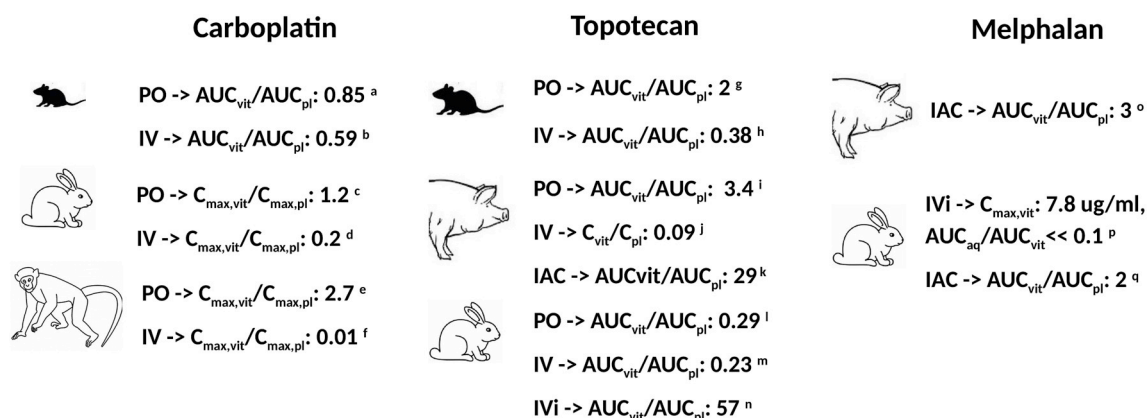 Carboplatin
PO -> AUCvit/AUCpl: 0.85 a
IV -> AUCvit/AUCpl: 0.59 b
PO -> Cmax,vit/Cmax,pl: 1.2 c
IV -> Cmax,vit/Cmax,pl: 0.2 d
PO -> Cmax,vit/Cmax,pl: 2.7 e
IV -> Cmax,vit/Cmax,pl: 0.01 f
Topotecan
PO -> AUCvit/AUCpl: 2 g
IV -> AUCvit/AUCpl: 0.38 h
PO -> AUCvit/AUCpl: 3.4 i
IV -> Cvit/Cpl: 0.09 j
IAC -> AUCvit/AUCpl: 29 k
PO -> AUCvit/AUCpl: 0.29 l
IV -> AUCvit/AUCpl: 0.23 m
IVi -> AUCvit/AUCpl: 57 n
Melphalan
IAC -> AUCvit/AUCpl: 3 o
IVi -> Cmax,vit: 7.8 ug/ml,
AUCaq/AUCvit<< 0.1 p
IAC -> AUCvit/AUCpl: 2 q